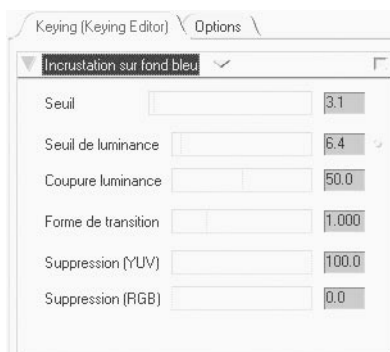 Keying (Keying Editor) Options
Incrustation sur fond bleu
Seuil 3.1
Seuil de luminance 6.4
Coupure luminance 50.0
Forme de transition 1.000
Suppression (YUV) 100.0
Suppression (RGB) 0.0